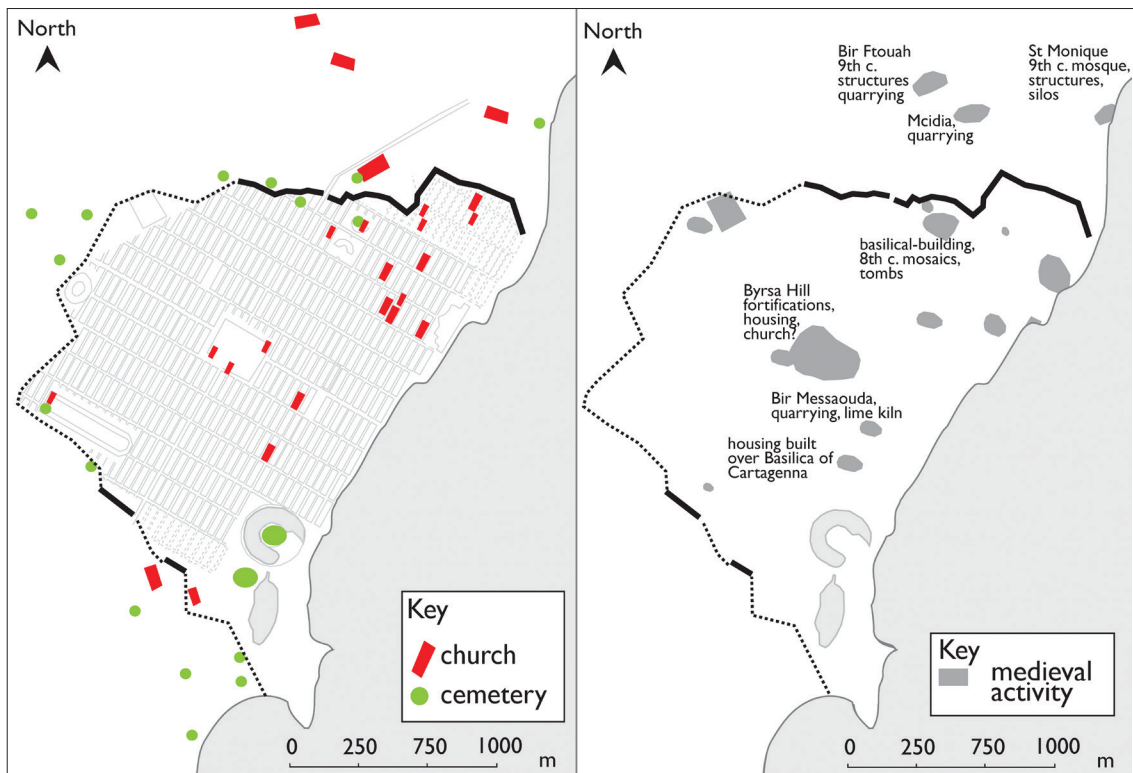 North
Key
church
cemetery
0 250 750 1000
m
North
Bir Ftouah
9th c.
structures
quarrying
St Monique
9th c. mosque,
structures,
silos
Mcidia,
quarrying
basilical-building,
8th c. mosaics,
tombs
Byrsa Hill
fortifications,
housing,
church?
Bir Messaouda,
quarrying, lime kiln
housing built
over Basilica of
Cartagenna
Key
medieval
activity
0 250 750 1000
m